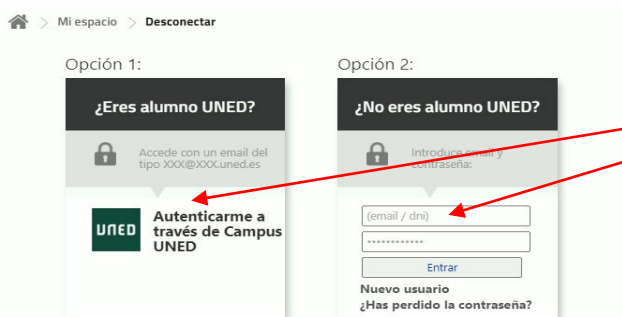 Mi espacio > Desconectar
Opción 1:
¿Eres alumno UNED?
Accede con un email del
tipo XXX@XXX.uned.es
UNED
Autenticarme a
través de Campus
UNED
Opción 2:
¿No eres alumno UNED?
Introduce email y
contraseña:
(email / dni)
••••••••••••
Entrar
Nuevo usuario
¿Has perdido la contraseña?